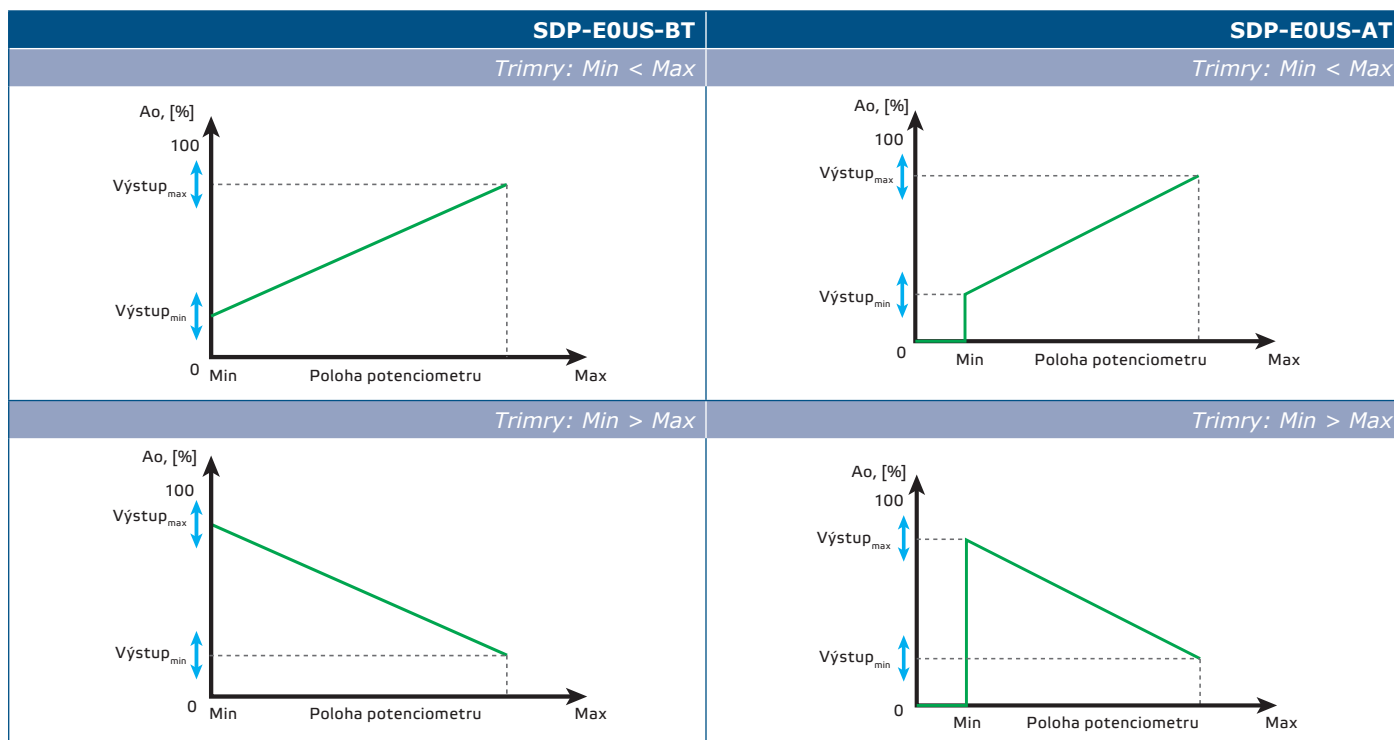 SDP-E0US-BT
SDP-E0US-AT
Trimry: Min < Max
Trimry: Min < Max
Ao, [%]
100
Výstupmax
Výstupmin
0
Min
Poloha potenciometru
Max
Ao, [%]
100
Výstupmax
Výstupmin
0
Min
Poloha potenciometru
Max
Trimry: Min > Max
Trimry: Min > Max
Ao, [%]
100
Výstupmax
Výstupmin
0
Min
Poloha potenciometru
Max
Ao, [%]
100
Výstupmax
Výstupmin
0
Min
Poloha potenciometru
Max